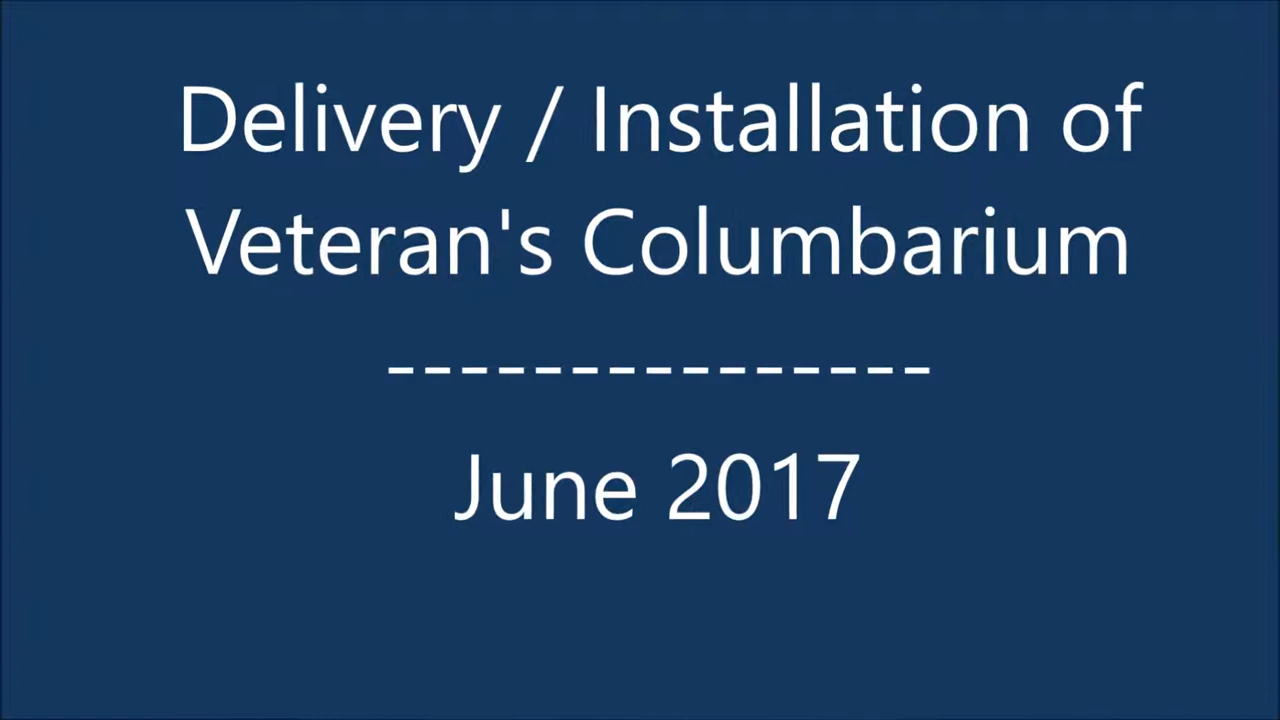 Delivery / Installation of
Veteran's Columbarium
---------------
June 2017